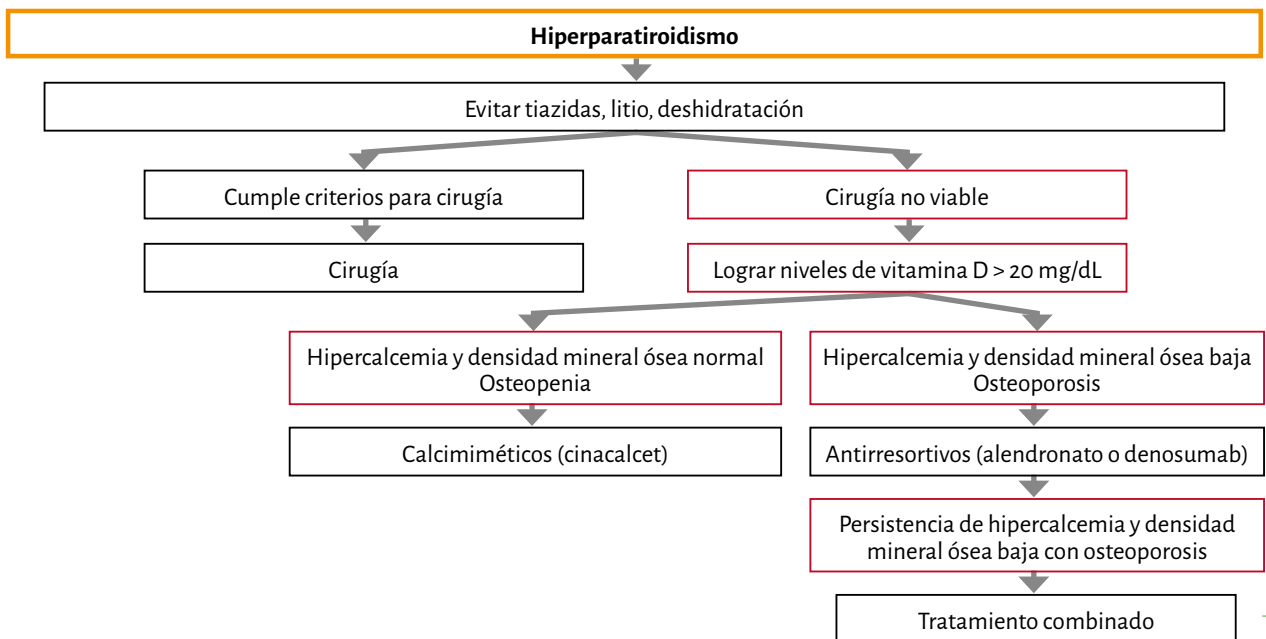 Hiperparatiroidismo
Evitar tiazidas, litio, deshidratación
Cumple criterios para cirugía
Cirugía no viable
Cirugía
Lograr niveles de vitamina D > 20 mg/dL
Hipercalcemia y densidad mineral ósea normal
Osteopenia
Hipercalcemia y densidad mineral ósea baja
Osteoporosis
Calcimiméticos (cinacalcet)
Antirresortivos (alendronato o denosumab)
Persistencia de hipercalcemia y densidad
mineral ósea baja con osteoporosis
Tratamiento combinado